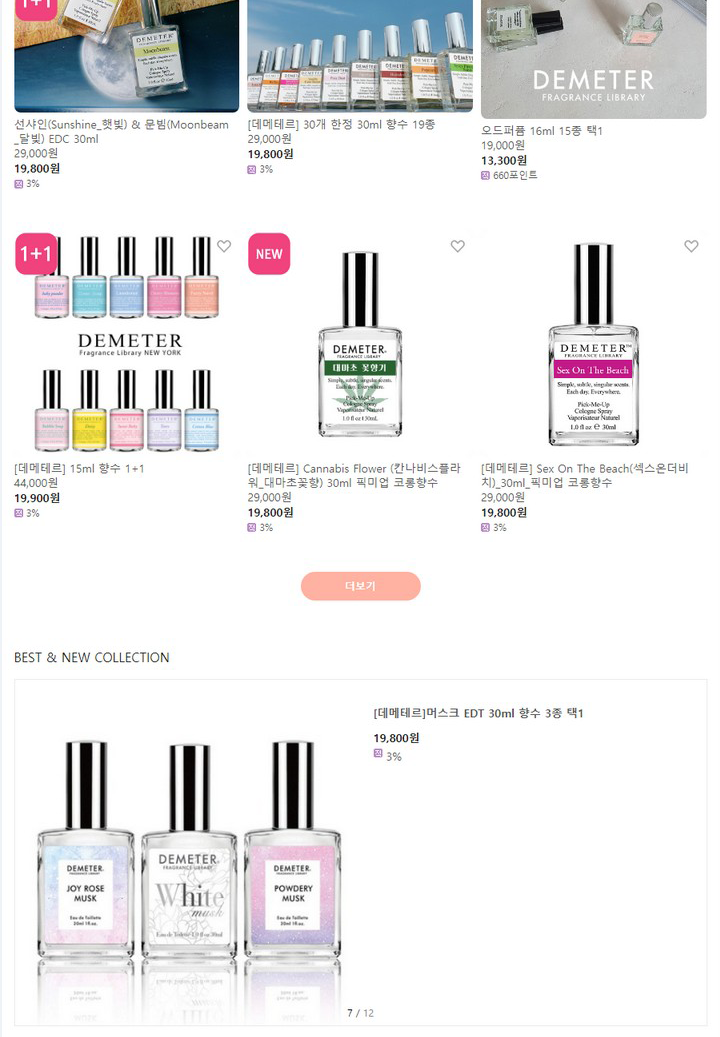 1+1
DEMETER
Moonbeam
DEMETER
FRAGRANCE LIBRARY
선샤인(Sunshine_햇빛) & 문빔(Moonbeam
_달빛) EDC 30ml
29,000원
19,800원
3%
[데메테르] 30개 한정 30ml 향수 19종
29,000원
19,800원
3%
오드퍼퓸 16ml 15종 택1
19,000원
13,300원
660포인트
1+1
DEMETER
Fragrance Library NEW YORK
[데메테르] 15ml 향수 1+1
44,000원
19,900원
3%
NEW
DEMETER
FRAGRANCE LIBRARY
대마초 꽃향기
Simple, subtle, singular scents.
Each day. Everywhere.
Pick-Me-Up
Cologne Spray
Vaporisateur Naturel
1.0 fl oz e 30ml.
[데메테르] Cannabis Flower (칸나비스플라
워_대마초꽃향) 30ml 픽미업 코롱향수
29,000원
19,800원
3%
DEMETER™
FRAGRANCE LIBRARY
Sex On The Beach
Simple, subtle, singular scents.
Each day, Everywhere.
Pick-Me-Up
Cologne Spray
Vaporisateur Naturel
1.0 fl oz e 30ml
[데메테르] Sex On The Beach(섹스온더비
치)_30ml_픽미업 코롱향수
29,000원
19,800원
3%
더보기
BEST & NEW COLLECTION
[데메테르]머스크 EDT 30ml 향수 3종 택1
19,800원
3%
DEMETER.
FRAGRANCE LIBRARY
JOY ROSE
MUSK
Eau de Toilette
30ml 1fl.oz.
DEMETER
FRAGRANCE LIBRARY
White
musk
Eau de Toilette 1.0 fl oz 30ml
DEMETER.
FRAGRANCE LIBRARY
POWDERY
MUSK
Eau de Toilette
30ml 1fl.oz.
7 / 12